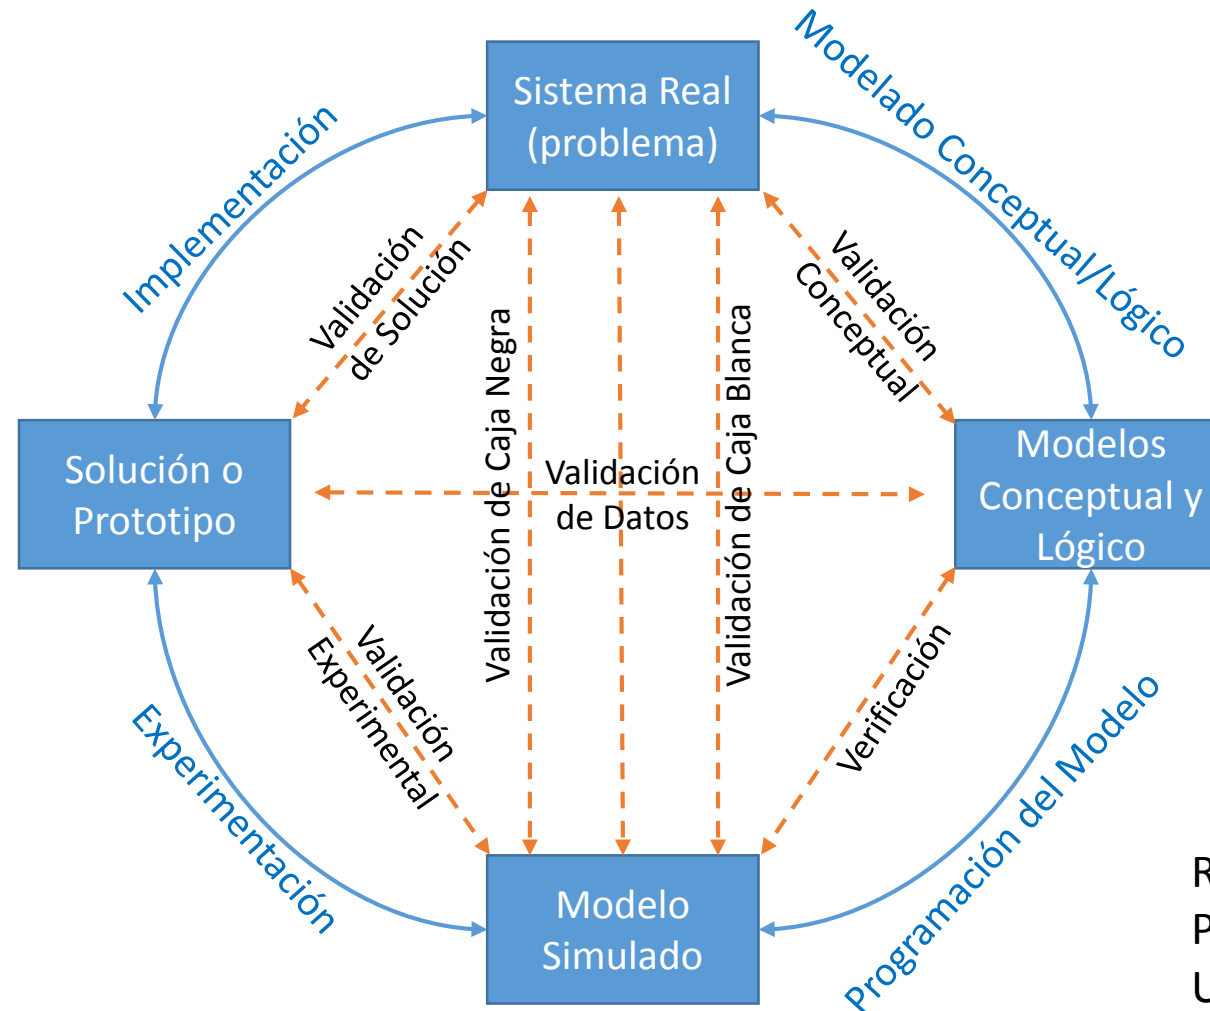 Sistema Real
(problema)
Modelado Conceptual/Lógico
Implementación
Validación
de Solución
Validación
Conceptual
Validación de Caja Negra
Validación de Caja Blanca
Solución o
Prototipo
Validación
de Datos
Modelos
Conceptual y
Lógico
Validación
Experimental
Verificación
Experimentación
Programación del Modelo
Modelo
Simulado
R
P
U